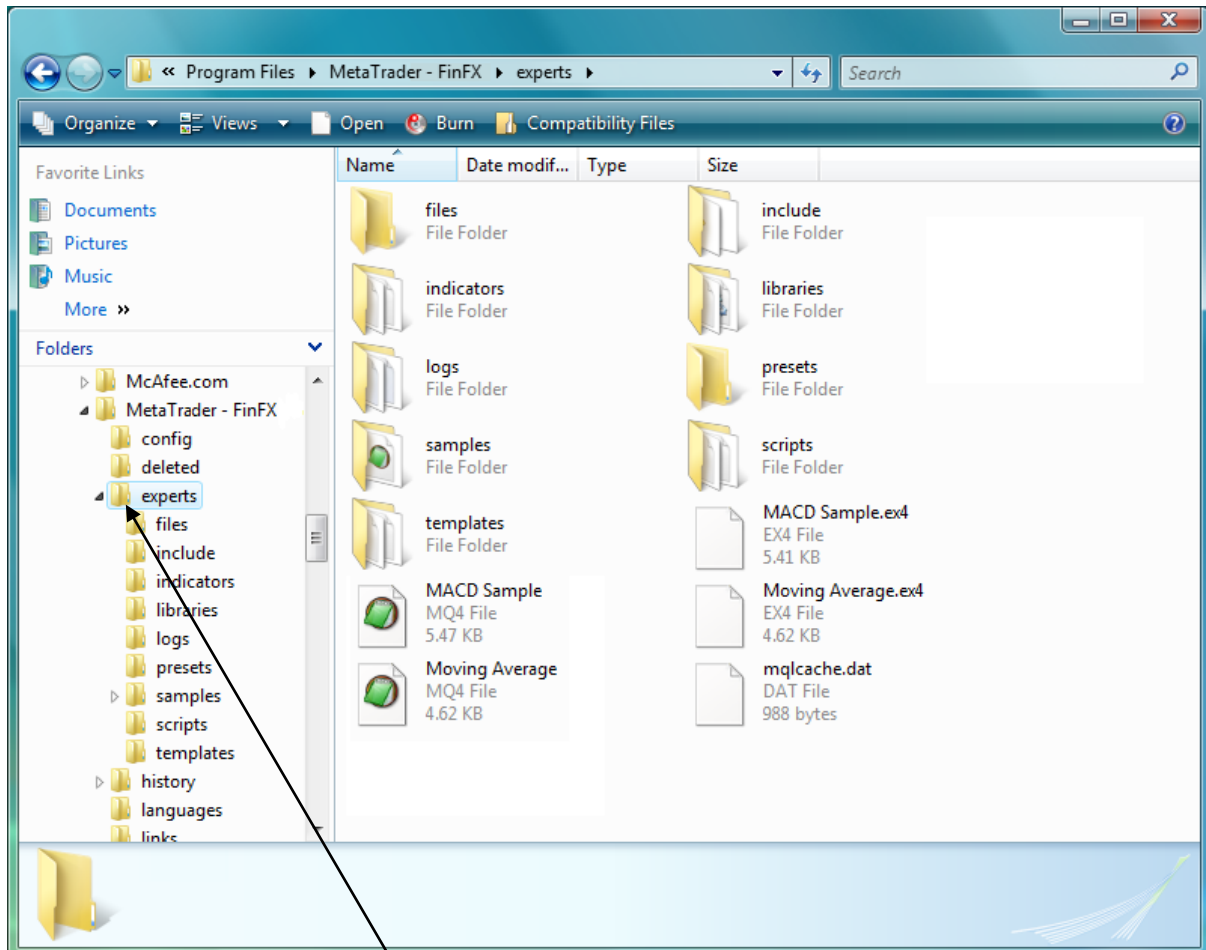 « Program Files MetaTrader - FinFX experts
Search
Organize Views Open Burn Compatibility Files
Favorite Links
Documents
Pictures
Music
More »
Folders
McAfee.com
MetaTrader - FinFX
config
deleted
experts
files
include
indicators
libraries
logs
presets
samples
scripts
templates
history
languages
links
Name Date modif... Type Size
files
File Folder
include
File Folder
indicators
File Folder
libraries
File Folder
logs
File Folder
presets
File Folder
samples
File Folder
scripts
File Folder
templates
File Folder
MACD Sample.ex4
EX4 File
5.41 KB
MACD Sample
MQ4 File
5.47 KB
Moving Average.ex4
EX4 File
4.62 KB
Moving Average
MQ4 File
4.62 KB
mqlcache.dat
DAT File
988 bytes